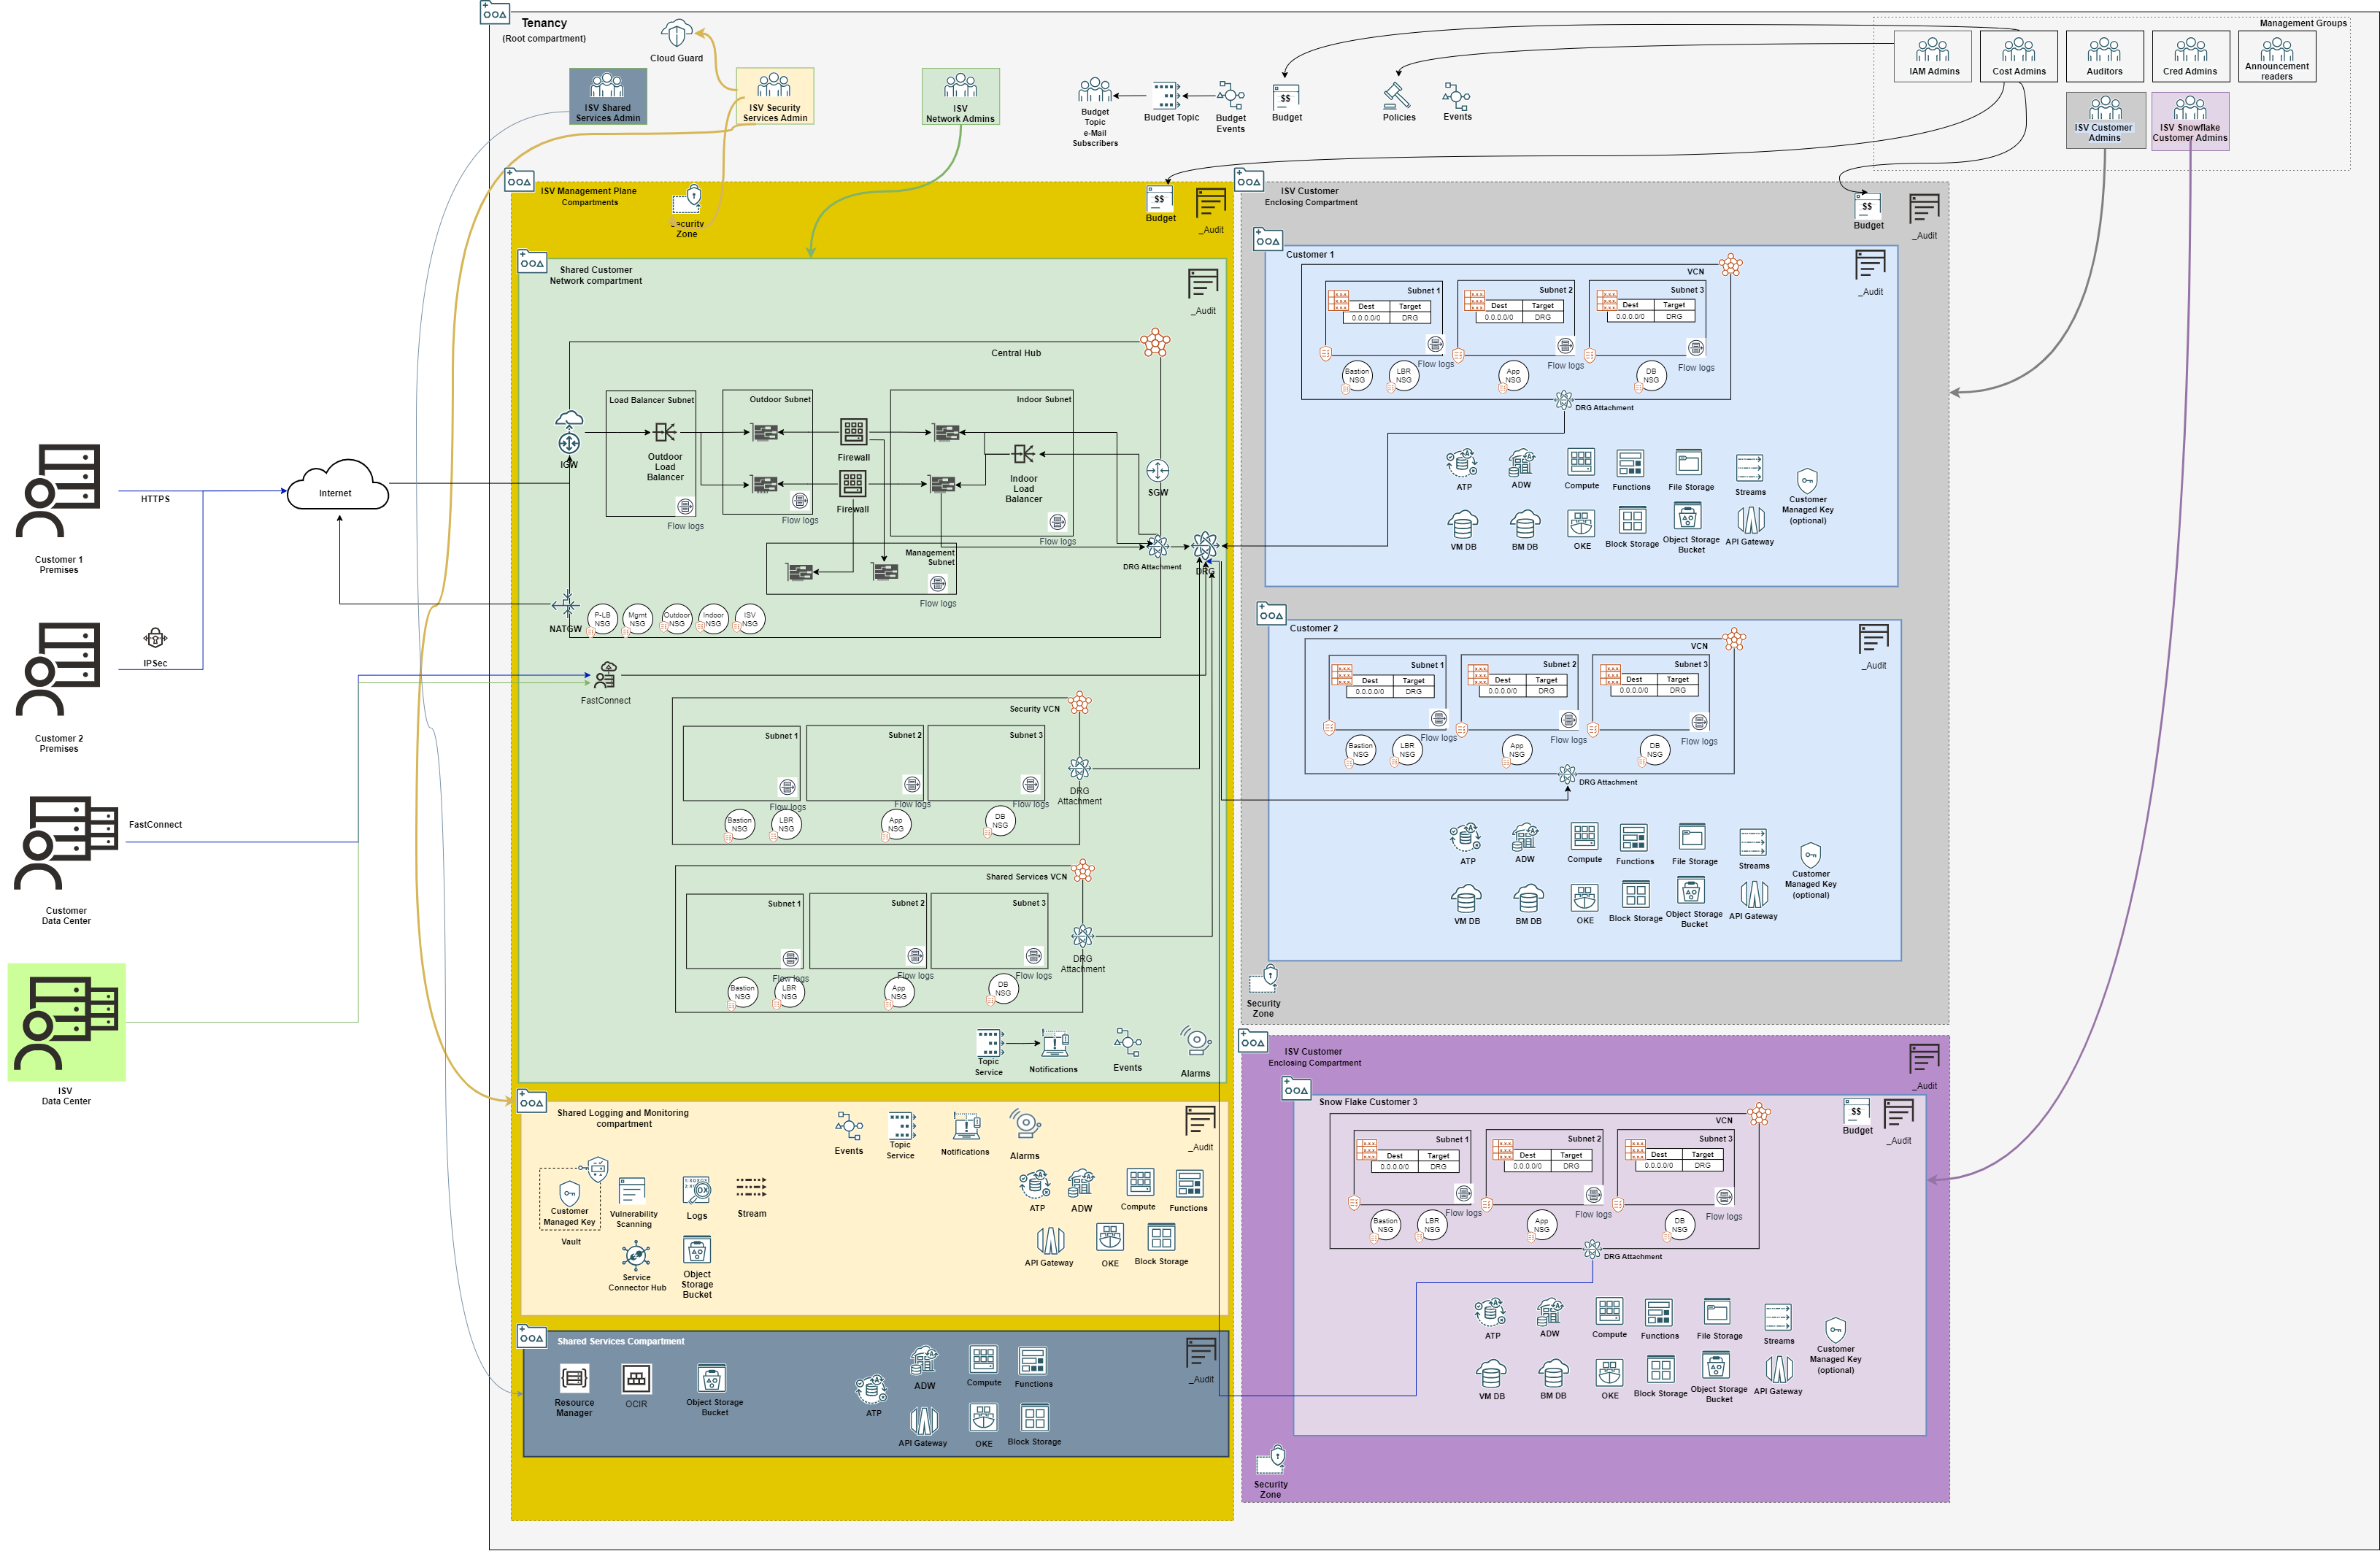 Tenancy
(Root compartment)
Cloud Guard
ISV Shared
Services Admin
ISV Security
Services Admin
ISV
Network Admins
Budget
Topic
e-Mail
Subscribers
Budget Topic
Budget
Events
$$
Budget
Policies
Events
Management Groups
IAM Admins
Cost Admins
Auditors
Cred Admins
Announcement
readers
ISV Customer
Admins
ISV Snowflake
Customer Admins
Customer 1
Premises
HTTPS
Internet
Customer 2
Premises
IPSec
Customer
Data Center
FastConnect
ISV
Data Center
ISV Management Plane
Compartments
Security
Zone
$$
Budget
_Audit
Shared Customer
Network compartment
_Audit
Central Hub
IGW
Load Balancer Subnet
Outdoor
Load
Balancer
Flow logs
Outdoor Subnet
Flow logs
Firewall
Firewall
Indoor Subnet
Indoor
Load
Balancer
Flow logs
SGW
Management
Subnet
Flow logs
DRG Attachment
DRG
NATGW
P-LB
NSG
Mgmt
NSG
Outdoor
NSG
Indoor
NSG
ISV
NSG
FastConnect
Security VCN
Subnet 1
Subnet 2
Subnet 3
Flow logs
Flow logs
Flow logs
Bastion
NSG
LBR
NSG
App
NSG
DB
NSG
DRG
Attachment
Shared Services VCN
Subnet 1
Subnet 2
Subnet 3
Flow logs
Flow logs
Flow logs
Bastion
NSG
LBR
NSG
App
NSG
DB
NSG
DRG
Attachment
Topic
Service
Notifications
Events
Alarms
Shared Logging and Monitoring
compartment
Events
Topic
Service
Notifications
Alarms
_Audit
Customer
Managed Key
Vault
Vulnerability
Scanning
Logs
Stream
Service
Connector Hub
Object
Storage
Bucket
ATP
ADW
Compute
Functions
API Gateway
OKE
Block Storage
Shared Services Compartment
_Audit
Resource
Manager
OCIR
Object Storage
Bucket
ATP
ADW
Compute
Functions
API Gateway
OKE
Block Storage
ISV Customer
Enclosing Compartment
$$
Budget
_Audit
Customer 1
_Audit
VCN
Subnet 1
Dest Target
0.0.0.0/0 DRG
Flow logs
Subnet 2
Dest Target
0.0.0.0/0 DRG
Flow logs
Subnet 3
Dest Target
0.0.0.0/0 DRG
Flow logs
Bastion
NSG
LBR
NSG
App
NSG
DB
NSG
DRG Attachment
ATP
ADW
Compute
Functions
File Storage
Streams
Customer
Managed Key
(optional)
VM DB
BM DB
OKE
Block Storage
Object Storage
Bucket
API Gateway
Customer 2
_Audit
VCN
Subnet 1
Dest Target
0.0.0.0/0 DRG
Flow logs
Subnet 2
Dest Target
0.0.0.0/0 DRG
Flow logs
Subnet 3
Dest Target
0.0.0.0/0 DRG
Flow logs
Bastion
NSG
LBR
NSG
App
NSG
DB
NSG
DRG Attachment
ATP
ADW
Compute
Functions
File Storage
Streams
Customer
Managed Key
(optional)
VM DB
BM DB
OKE
Block Storage
Object Storage
Bucket
API Gateway
Security
Zone
ISV Customer
Enclosing Compartment
_Audit
Snow Flake Customer 3
$$
Budget
_Audit
VCN
Subnet 1
Dest Target
0.0.0.0/0 DRG
Flow logs
Subnet 2
Dest Target
0.0.0.0/0 DRG
Flow logs
Subnet 3
Dest Target
0.0.0.0/0 DRG
Flow logs
Bastion
NSG
LBR
NSG
App
NSG
DB
NSG
DRG Attachment
ATP
ADW
Compute
Functions
File Storage
Streams
Customer
Managed Key
(optional)
VM DB
BM DB
OKE
Block Storage
Object Storage
Bucket
API Gateway
Security
Zone